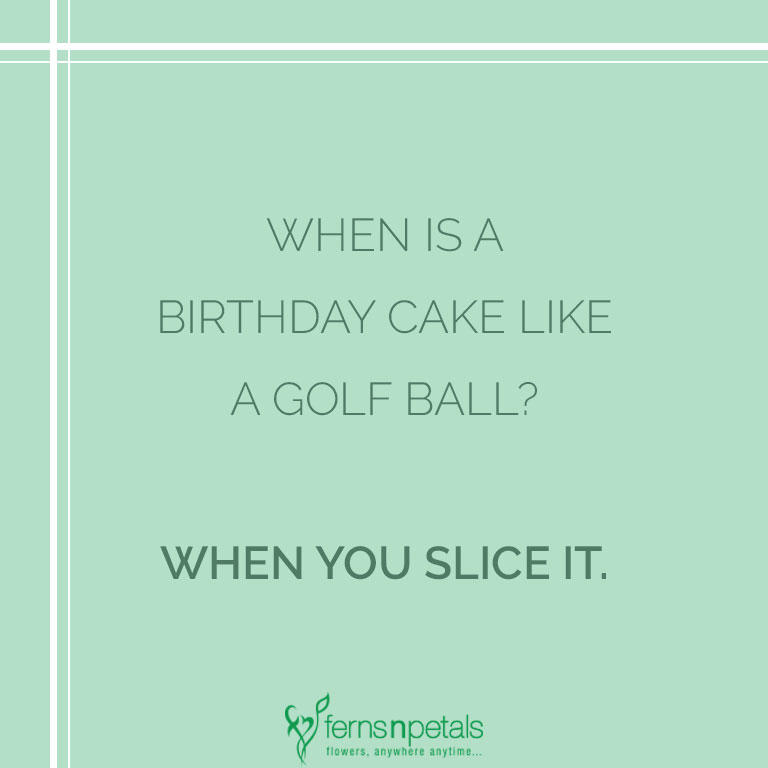 WHEN IS A
BIRTHDAY CAKE LIKE
A GOLF BALL?
WHEN YOU SLICE IT.
fernsnpetals
flowers, anywhere anytime...